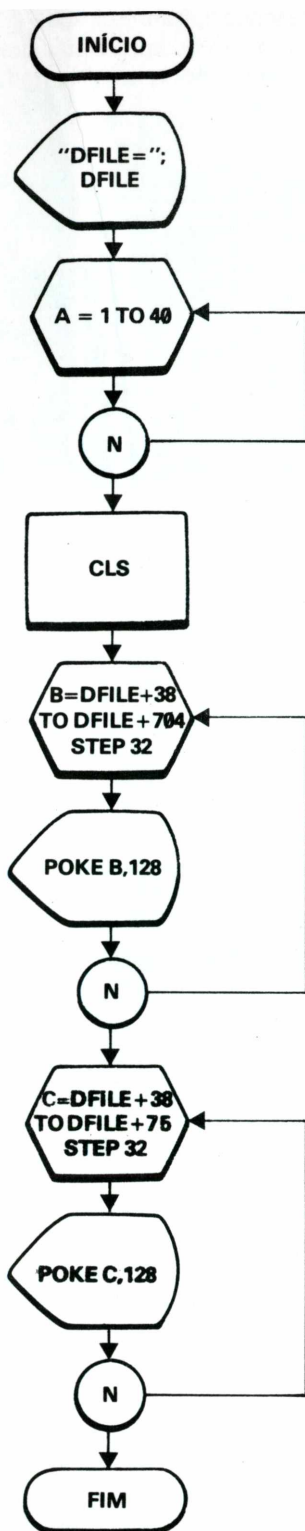 INÍCIO
"DFILE=";
DFILE
A = 1 TO 40
N
CLS
B=DFILE+38
TO DFILE+704
STEP 32
POKE B,128
N
C=DFILE+38
TO DFILE+75
STEP 32
POKE C,128
N
FIM